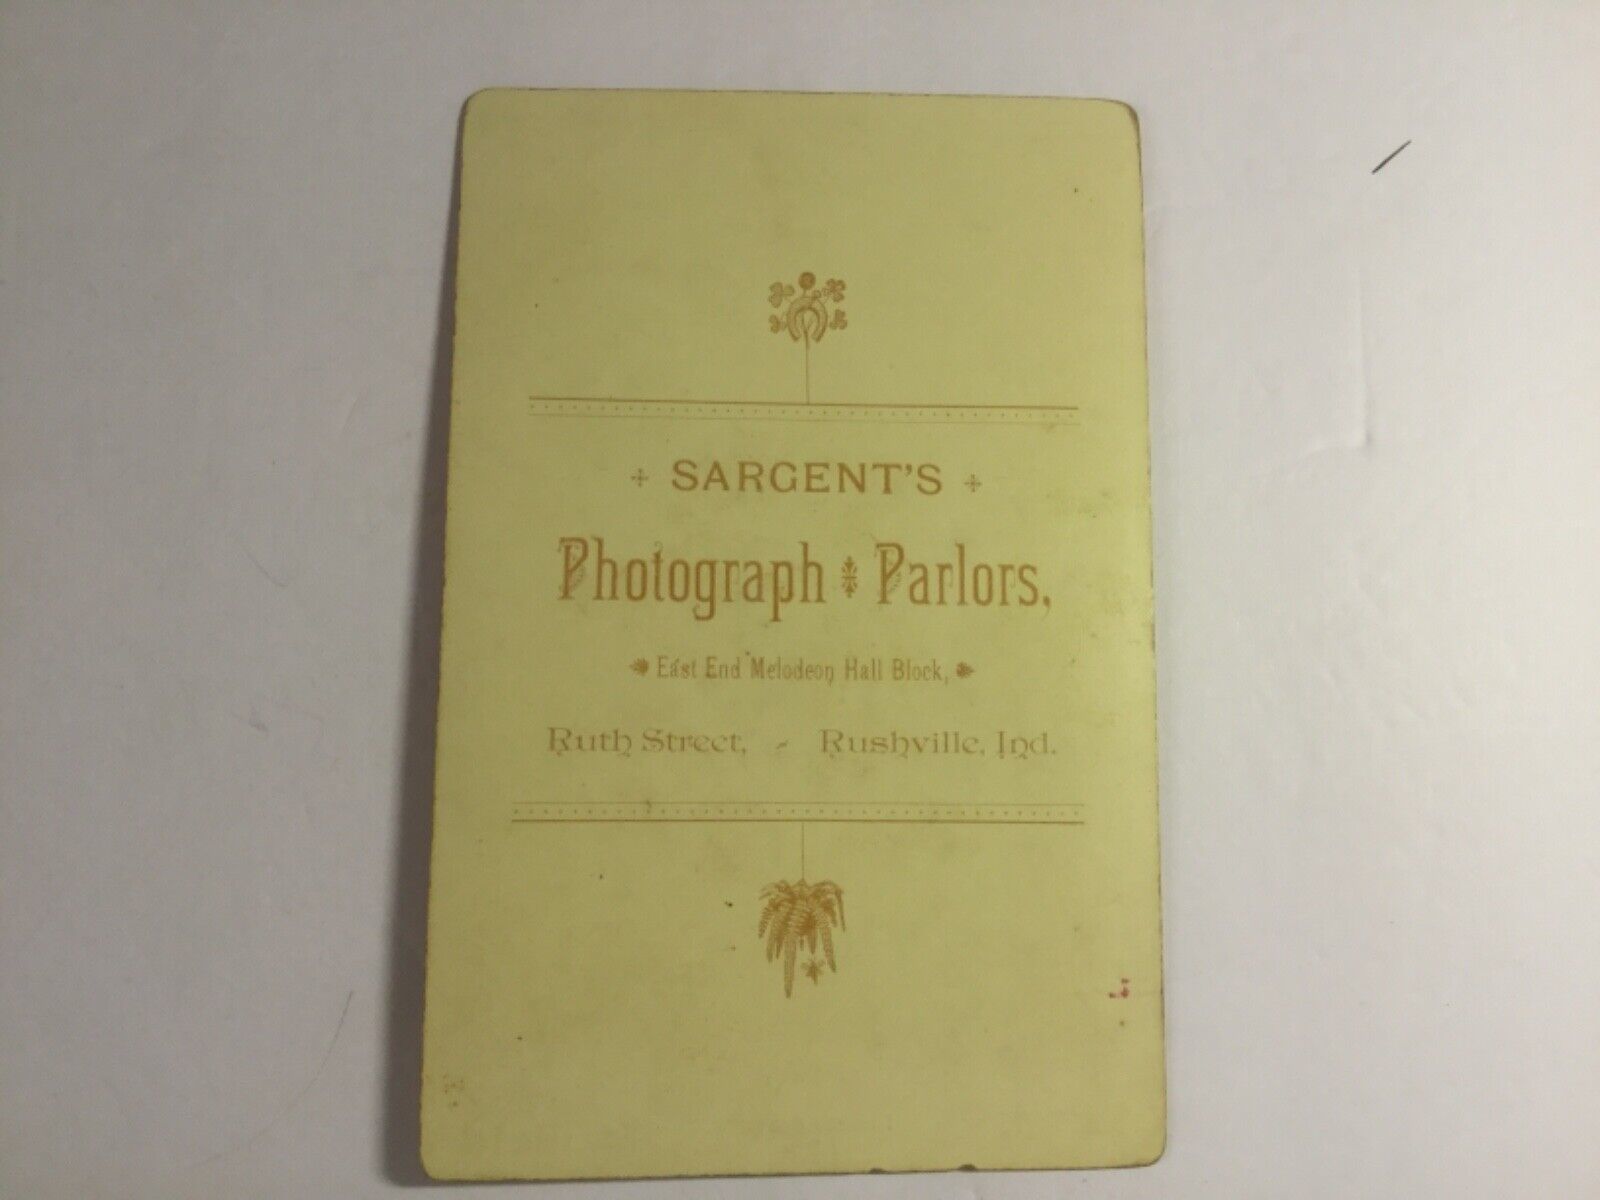 SARGENT'S
Photograph Parlors,
East End Melodeon Hall Block,
Ruth Street, - Rushville, Ind.